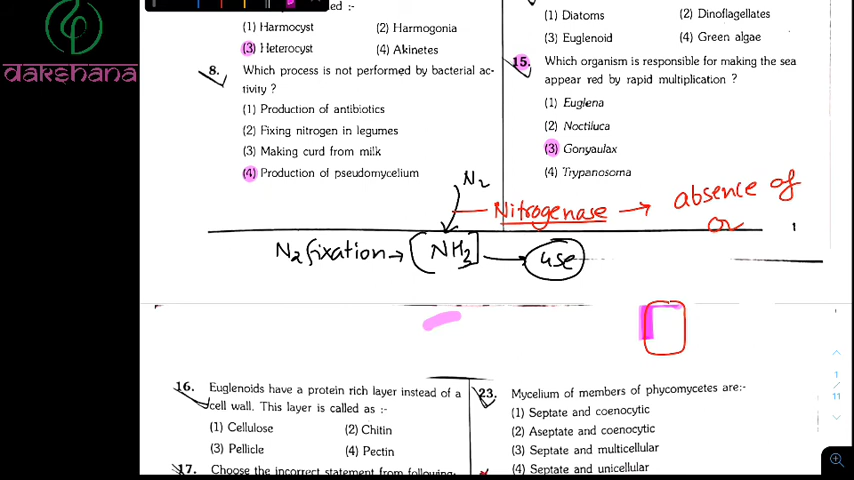 dakshana
(1) Harmocyst (2) Harmogonia
(3) Heterocyst (4) Akinetes
8. Which process is not performed by bacterial ac-
tivity ?
(1) Production of antibiotics
(2) Fixing nitrogen in legumes
(3) Making curd from milk
(4) Production of pseudomycelium
(1) Diatoms (2) Dinoflagellates
(3) Euglenoid (4) Green algae
15. Which organism is responsible for making the sea
appear red by rapid multiplication ?
(1) Euglena
(2) Noctiluca
(3) Gonyaulax
(4) Trypanosoma
N2
Nitrogenase → absence of
1
N2 fixation → [NH3] → use
16. Euglenoids have a protein rich layer instead of a
cell wall. This layer is called as :-
(1) Cellulose (2) Chitin
(3) Pellicle (4) Pectin
17. Choose the incorrect statement from following.
23. Mycelium of members of phycomycetes are:-
(1) Septate and coenocytic
(2) Aseptate and coenocytic
(3) Septate and multicellular
(4) Septate and unicellular
1
/
11